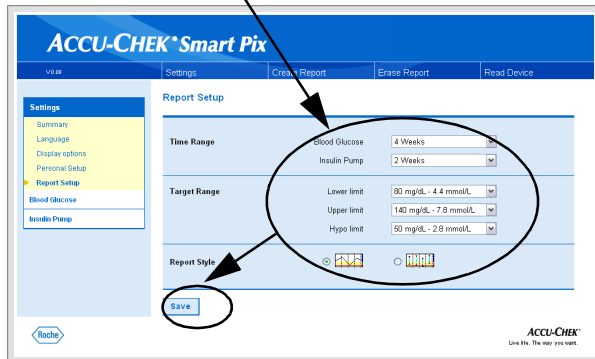 ACCU-CHEK® Smart Pix
V0.00 Settings Create Report Erase Report Read Device
Report Setup
Settings
Summary
Language
Display options
Personal Setup
Report Setup
Blood Glucose
Insulin Pump
Time Range Blood Glucose 4 Weeks
Insulin Pump 2 Weeks
Target Range Lower limit 80 mg/dL - 4.4 mmol/L
Upper limit 140 mg/dL - 7.8 mmol/L
Hypo limit 50 mg/dL - 2.8 mmol/L
Report Style
Save
Roche
ACCU-CHEK®
Live life. The way you want.